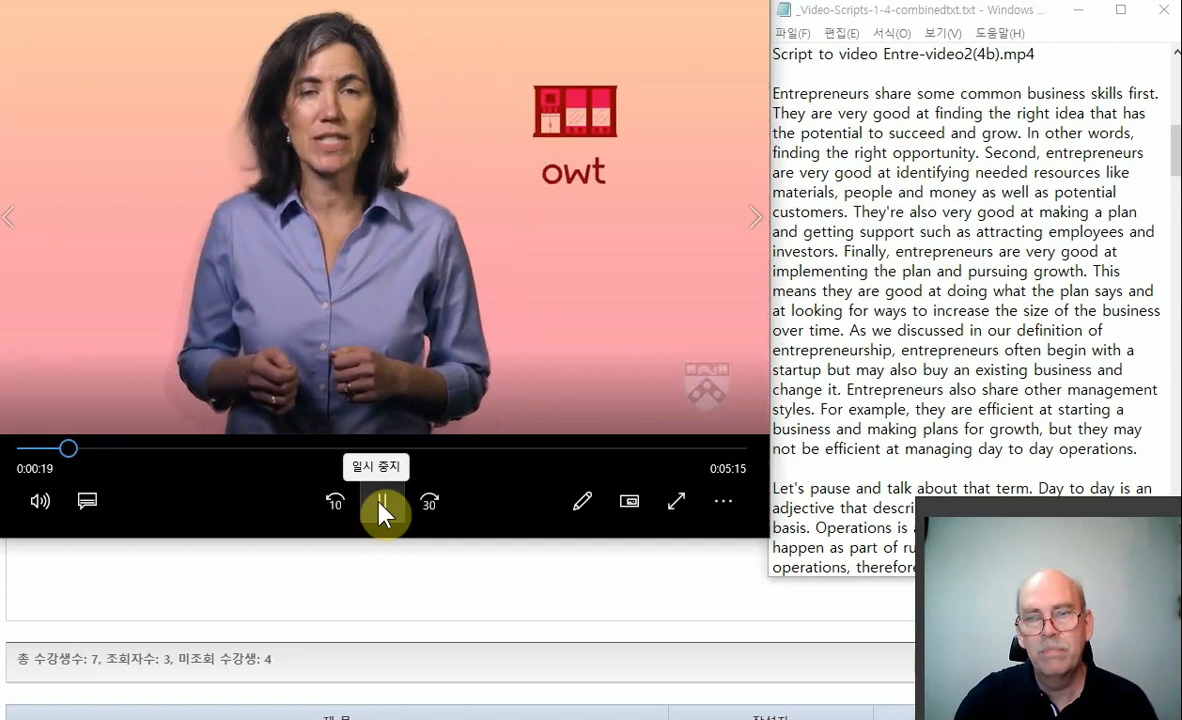 owt
0:00:19
0:05:15
일시 중지
10
30
_Video-Scripts-1-4-combinedtxt.txt - Windows ...
파일(F) 편집(E) 서식(O) 보기(V) 도움말(H)
Script to video Entre-video2(4b).mp4
Entrepreneurs share some common business skills first.
They are very good at finding the right idea that has
the potential to succeed and grow. In other words,
finding the right opportunity. Second, entrepreneurs
are very good at identifying needed resources like
materials, people and money as well as potential
customers. They're also very good at making a plan
and getting support such as attracting employees and
investors. Finally, entrepreneurs are very good at
implementing the plan and pursuing growth. This
means they are good at doing what the plan says and
at looking for ways to increase the size of the business
over time. As we discussed in our definition of
entrepreneurship, entrepreneurs often begin with a
startup but may also buy an existing business and
change it. Entrepreneurs also share other management
styles. For example, they are efficient at starting a
business and making plans for growth, but they may
not be efficient at managing day to day operations.
Let's pause and talk about that term. Day to day is an
adjective that descri
basis. Operations is
happen as part of ru
operations, therefore
총 수강생수: 7, 조회자수: 3, 미조회 수강생: 4